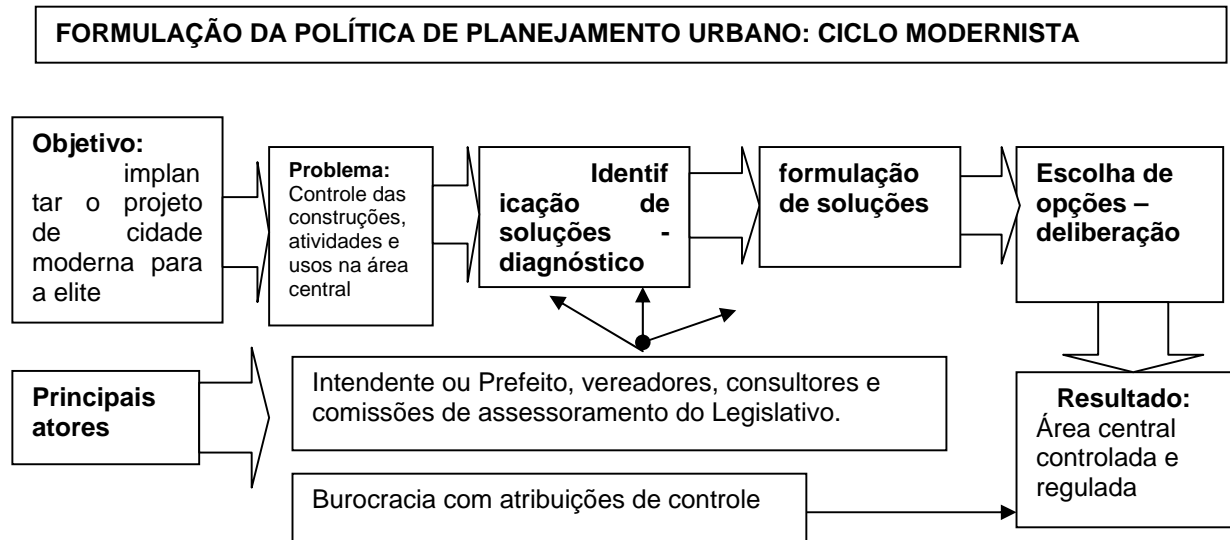 FORMULAÇÃO DA POLÍTICA DE PLANEJAMENTO URBANO: CICLO MODERNISTA
Objetivo:
implan
tar o projeto
de cidade
moderna para
a elite
Problema:
Controle das
construções,
atividades e
usos na área
central
Identif
icação de
soluções -
diagnóstico
formulação
de soluções
Escolha de
opções –
deliberação
Principais
atores
Intendente ou Prefeito, vereadores, consultores e
comissões de assessoramento do Legislativo.
Resultado:
Área central
controlada e
regulada
Burocracia com atribuições de controle